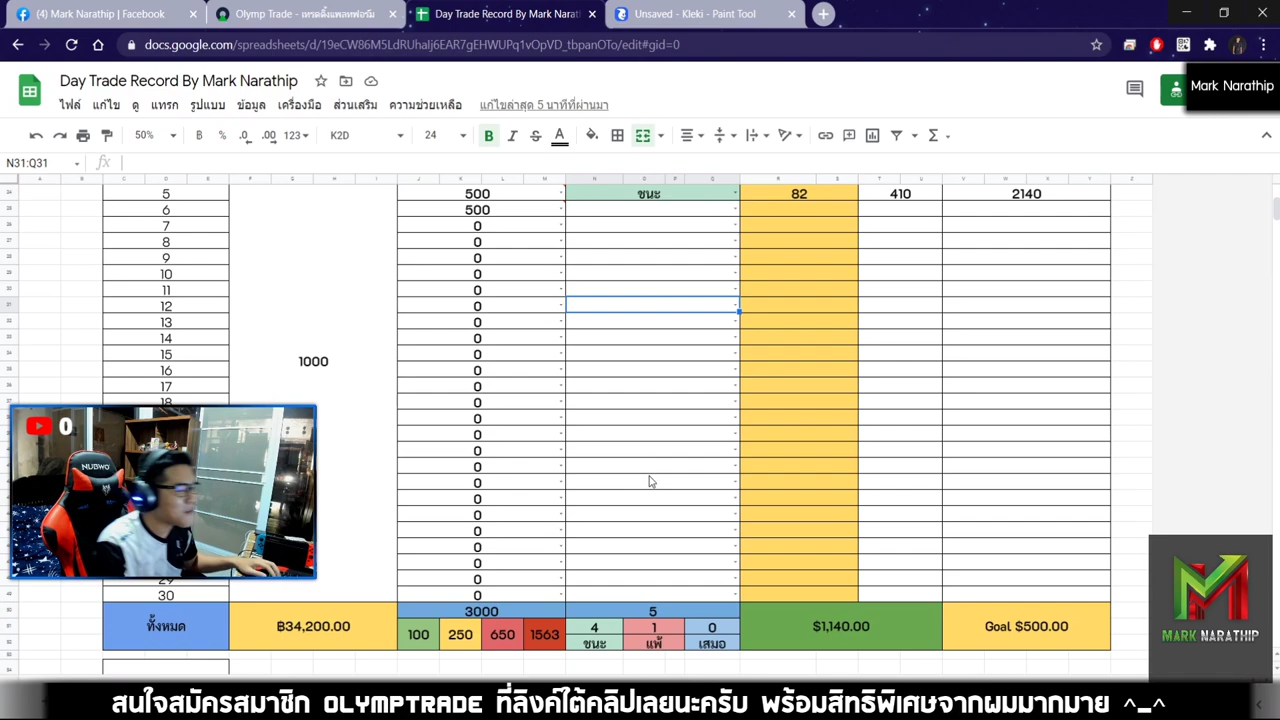 (4) Mark Narathip | Facebook
Olymp Trade - เทรดดิ้งแพลทฟอร์ม
Day Trade Record By Mark Narat
Unsaved - Kleki - Paint Tool
docs.google.com/spreadsheets/d/19eCW86M5LdRUhaIj6EAR7gEHWUPq1vOpVD_tbpanOTo/edit#gid=0
Day Trade Record By Mark Narathip
Mark Narathip
ไฟล์ แก้ไข ดู แทรก รูปแบบ ข้อมูล เครื่องมือ ส่วนเสริม ความช่วยเหลือ แก้ไขล่าสุด 5 นาทีที่ผ่านมา
50% ฿ % .0 .00 123 K2D 24 B I S A
N31:Q31 fx
5 500 ชนะ 82 410 2140
6 500
7 0
8 0
9 0
10 0
11 0
12 0
13 0
14 0
15 0
1000
16 0
17 0
18 0
0
0
0
0
0
0
0
0
0
0
29 0
30 0
ทั้งหมด ฿34,200.00 3000 5 $1,140.00 Goal $500.00
100 250 650 1563 4 1 0
ชนะ แพ้ เสมอ
0
NUBWO
MARK NARATHIP
สนใจสมัครสมาชิก OLYMPTRADE ที่ลิงค์ใต้คลิปเลยนะครับ พร้อมสิทธิพิเศษจากผมมากมาย ^_^